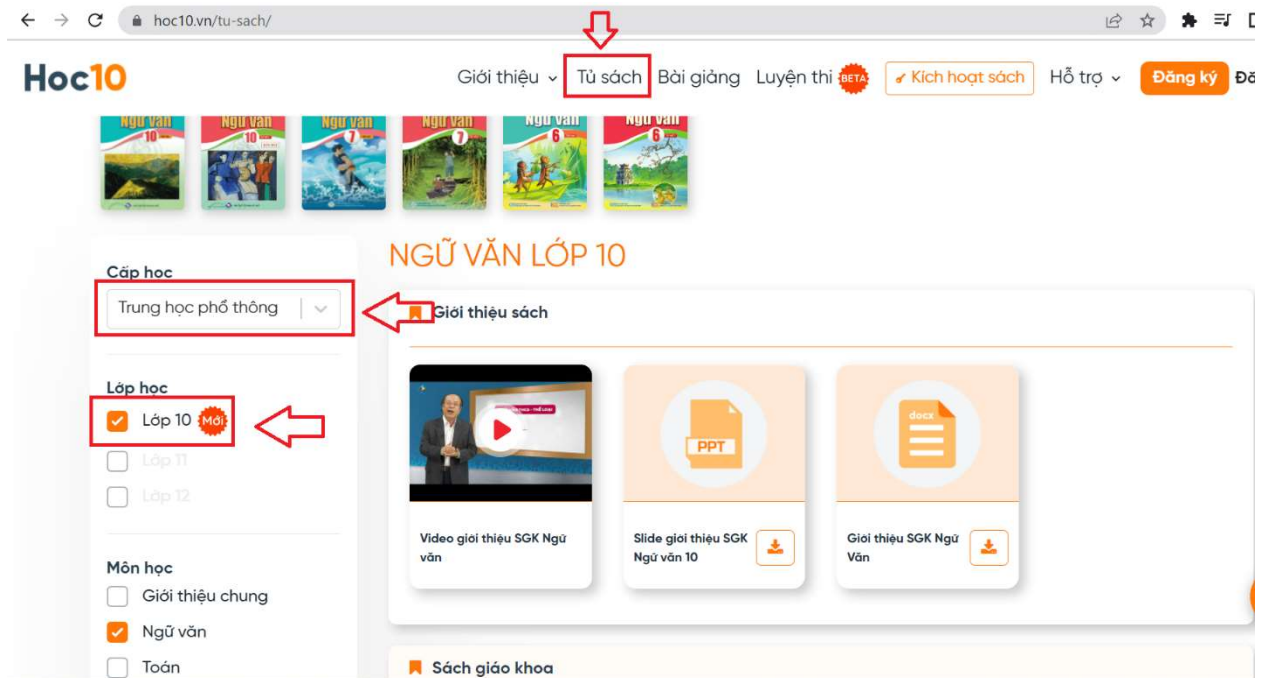 hoc10.vn/tu-sach/
Hoc10
Giới thiệu Tủ sách Bài giảng Luyện thi BETA Kích hoạt sách Hỗ trợ Đăng ký
Ngữ văn Ngữ văn Ngữ văn Ngữ văn Ngữ văn Ngữ văn
10 10 7 7 6 6
NGỮ VĂN LỚP 10
Cấp học
Trung học phổ thông
Giới thiệu sách
Lớp học
Lớp 10 Mới
Lớp 11
Lớp 12
PPT
docx
Video giới thiệu SGK Ngữ
văn
Slide giới thiệu SGK
Ngữ văn 10
Giới thiệu SGK Ngữ
Văn
Môn học
Giới thiệu chung
Ngữ văn
Toán
Sách giáo khoa